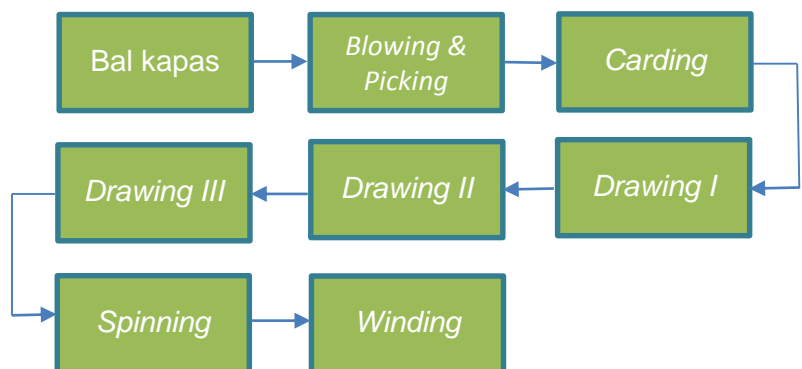 Bal kapas
Blowing &
Picking
Carding
Drawing III
Drawing II
Drawing I
Spinning
Winding